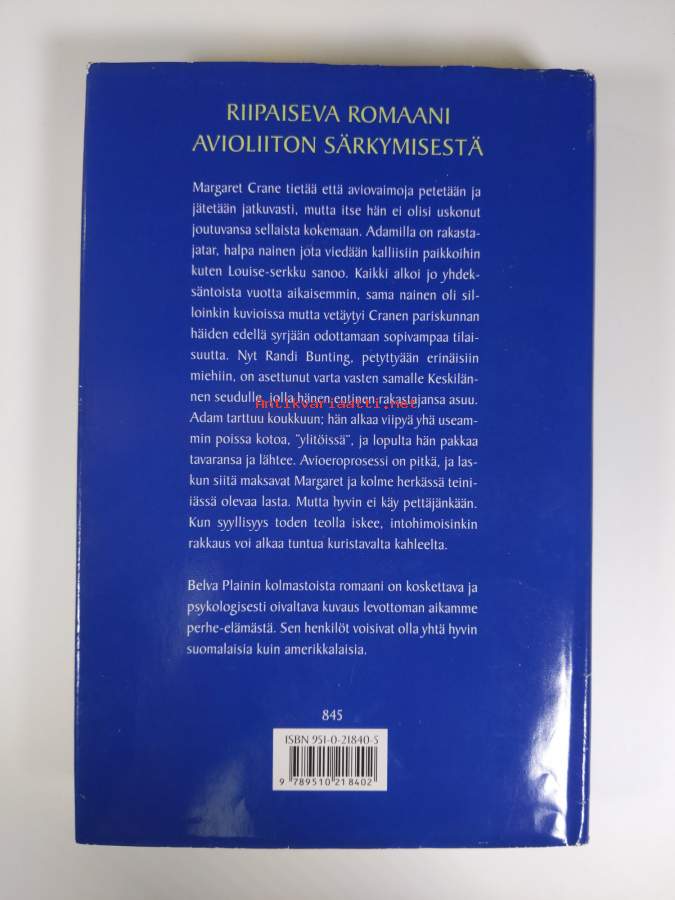 RIIPAISEVA ROMAANI
AVIOLIITON SÄRKYMISESTÄ
Margaret Crane tietää että aviovaimoja petetään ja
jätetään jatkuvasti, mutta itse hän ei olisi uskonut
joutuvansa sellaista kokemaan. Adamilla on rakasta-
jatar, halpa nainen jota viedään kalliisiin paikkoihin
kuten Louise-serkku sanoo. Kaikki alkoi jo yhdek-
säntoista vuotta aikaisemmin, sama nainen oli sil-
loinkin kuvioissa mutta vetäytyi Cranen pariskunnan
häiden edellä syrjään odottamaan sopivampaa tilai-
suutta. Nyt Randi Bunting, petyttyään erinäisiin
miehiin, on asettunut varta vasten samalle Keskilän-
nen seudulle, jolla hänen entinen rakastajansa asuu.
Antikvariaatti.net
Adam tarttuu koukkuun; hän alkaa viipyä yhä useam-
min poissa kotoa, "ylitöissä", ja lopulta hän pakkaa
tavaransa ja lähtee. Avioeroprosessi on pitkä, ja las-
kun siitä maksavat Margaret ja kolme herkässä teini-
iässä olevaa lasta. Mutta hyvin ei käy pettäjänkään.
Kun syyllisyys toden teolla iskee, intohimoisinkin
rakkaus voi alkaa tuntua kuristavalta kahleelta.
Belva Plainin kolmastoista romaani on koskettava ja
psykologisesti oivaltava kuvaus levottoman aikamme
perhe-elämästä. Sen henkilöt voisivat olla yhtä hyvin
suomalaisia kuin amerikkalaisia.
845
ISBN 951-0-21840-5
9 789510 218402